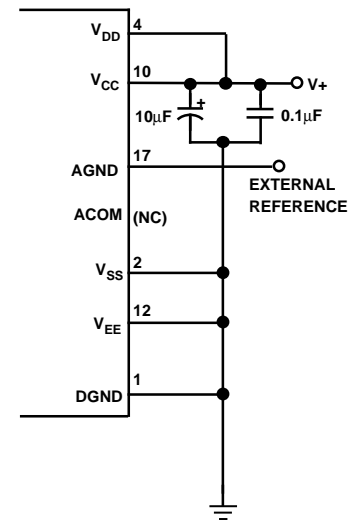 V_DD 4
V_CC 10
V+
10μF
+
0.1μF
AGND 17
EXTERNAL
REFERENCE
ACOM (NC)
V_SS 2
V_EE 12
DGND 1